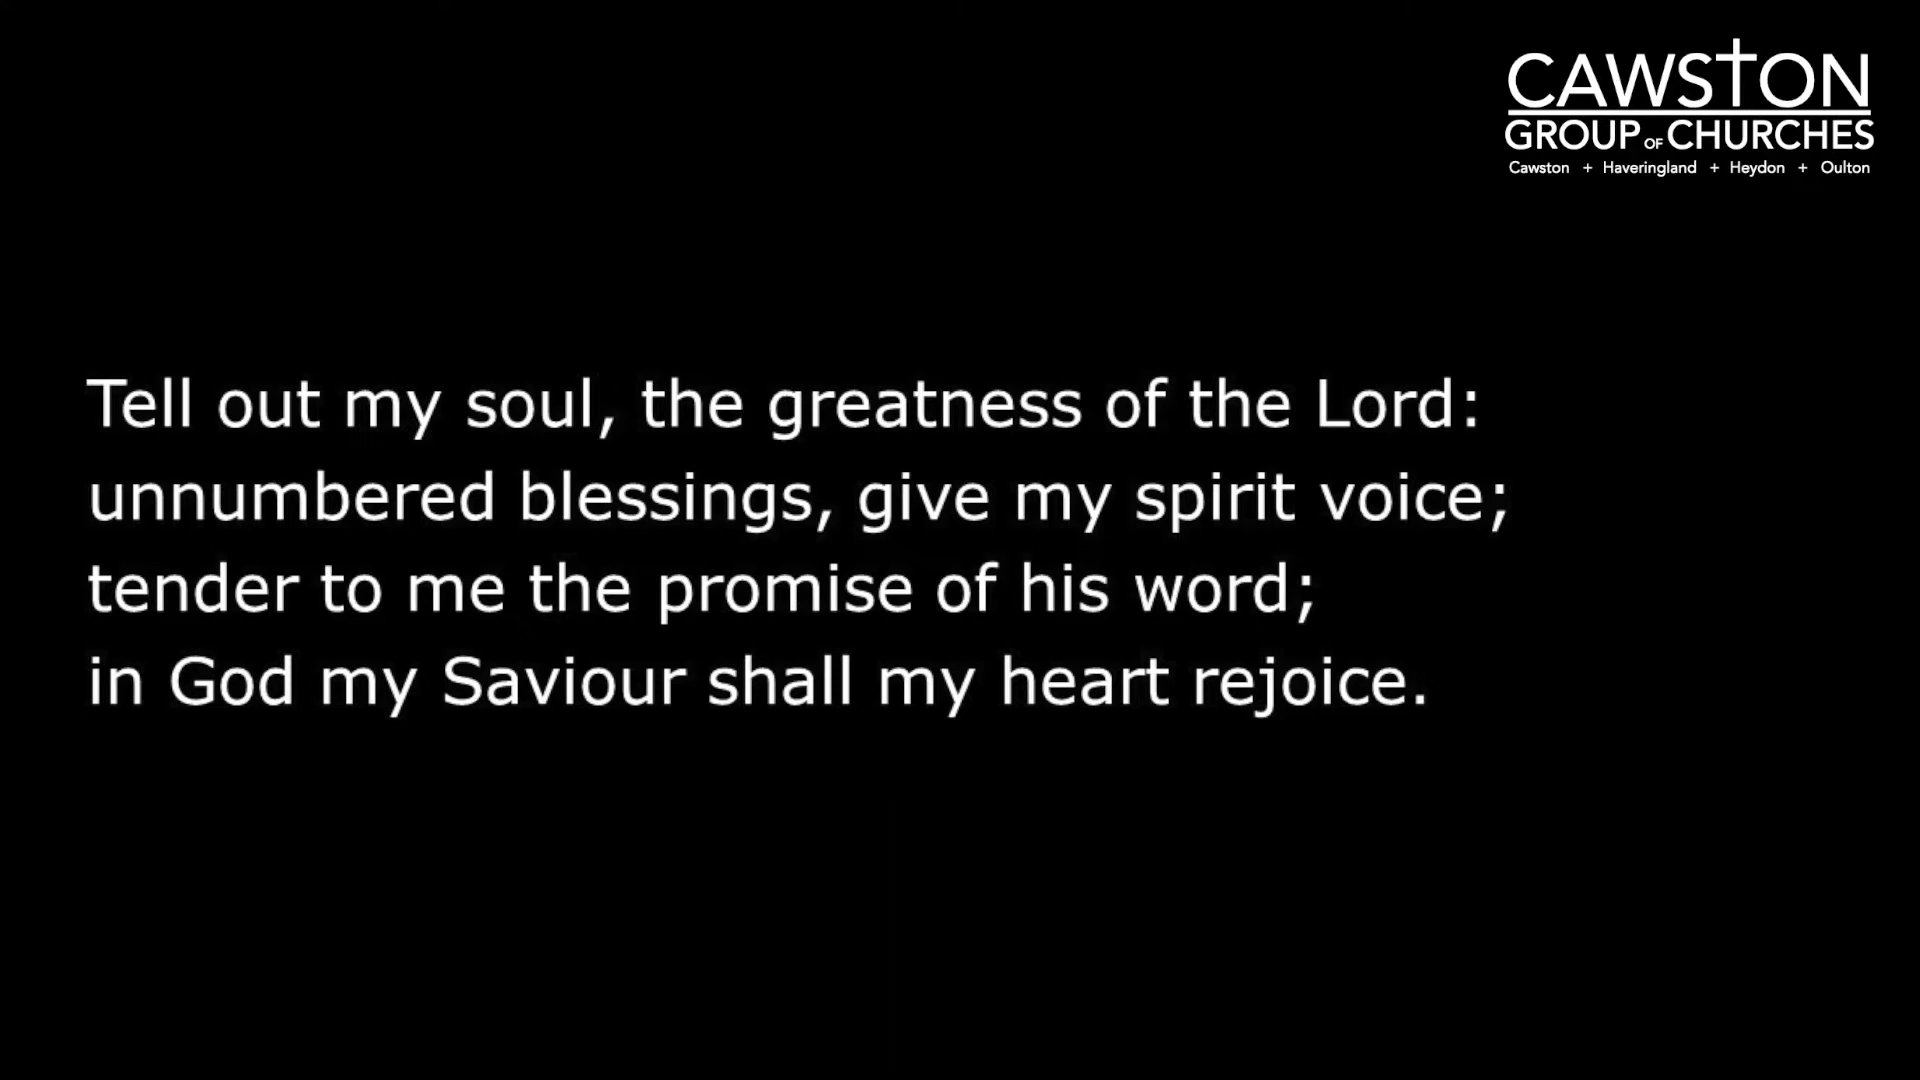 CAWSTON
GROUP OF CHURCHES
Cawston + Haveringland + Heydon + Oulton
Tell out my soul, the greatness of the Lord:
unnumbered blessings, give my spirit voice;
tender to me the promise of his word;
in God my Saviour shall my heart rejoice.